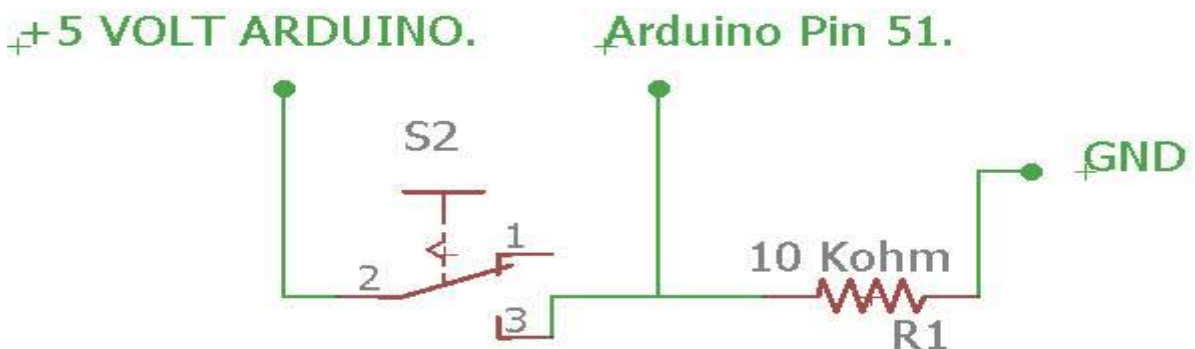 +5 VOLT ARDUINO.
Arduino Pin 51.
S2
GND
1
10 Kohm
2
3
R1